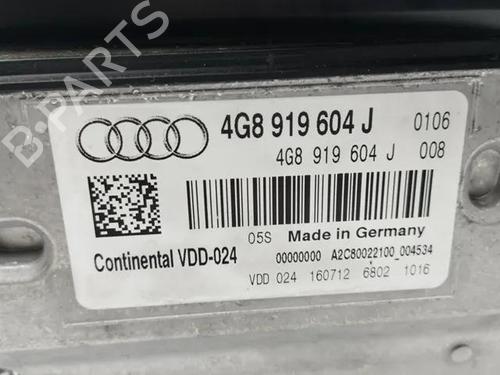 4G8 919 604 J 0106
4G8 919 604 J 008
05S Made in Germany
Continental VDD-024 00000000 A2C80022100_004534
VDD 024 160712 6802 1016
B-PARTS